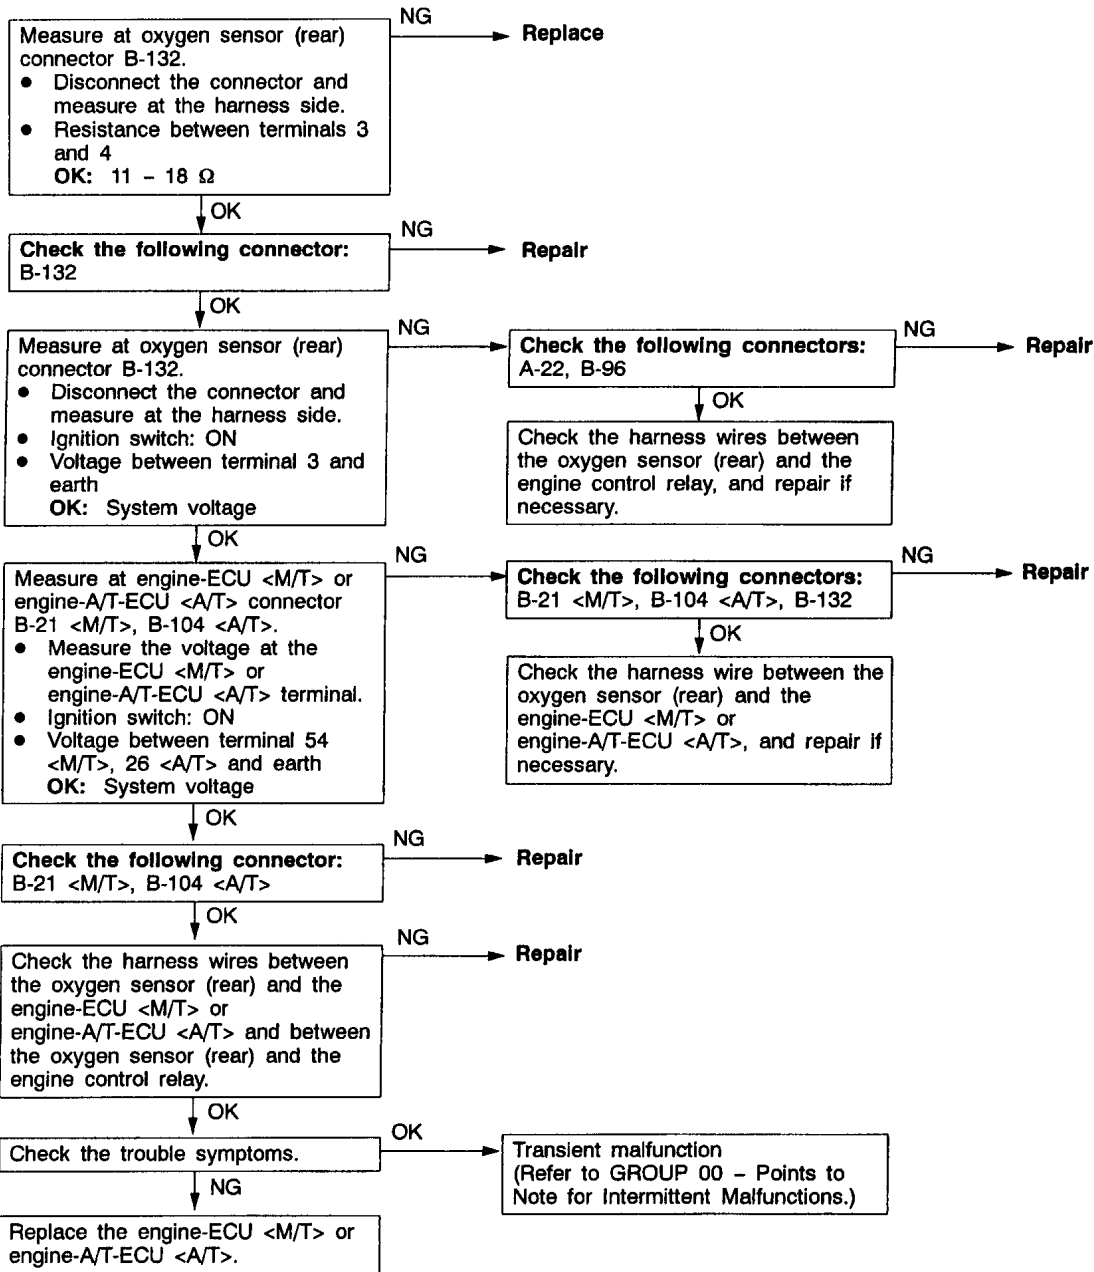 Measure at oxygen sensor (rear)
connector B-132.
● Disconnect the connector and
measure at the harness side.
● Resistance between terminals 3
and 4
OK: 11 – 18 Ω
NG
Replace
OK
Check the following connector:
B-132
NG
Repair
OK
Measure at oxygen sensor (rear)
connector B-132.
● Disconnect the connector and
measure at the harness side.
● Ignition switch: ON
● Voltage between terminal 3 and
earth
OK: System voltage
NG
Check the following connectors:
A-22, B-96
NG
Repair
OK
Check the harness wires between
the oxygen sensor (rear) and the
engine control relay, and repair if
necessary.
OK
Measure at engine-ECU <M/T> or
engine-A/T-ECU <A/T> connector
B-21 <M/T>, B-104 <A/T>.
● Measure the voltage at the
engine-ECU <M/T> or
engine-A/T-ECU <A/T> terminal.
● Ignition switch: ON
● Voltage between terminal 54
<M/T>, 26 <A/T> and earth
OK: System voltage
NG
Check the following connectors:
B-21 <M/T>, B-104 <A/T>, B-132
NG
Repair
OK
Check the harness wire between the
oxygen sensor (rear) and the
engine-ECU <M/T> or
engine-A/T-ECU <A/T>, and repair if
necessary.
OK
Check the following connector:
B-21 <M/T>, B-104 <A/T>
NG
Repair
OK
Check the harness wires between
the oxygen sensor (rear) and the
engine-ECU <M/T> or
engine-A/T-ECU <A/T> and between
the oxygen sensor (rear) and the
engine control relay.
NG
Repair
OK
Check the trouble symptoms.
OK
Transient malfunction
(Refer to GROUP 00 – Points to
Note for Intermittent Malfunctions.)
NG
Replace the engine-ECU <M/T> or
engine-A/T-ECU <A/T>.